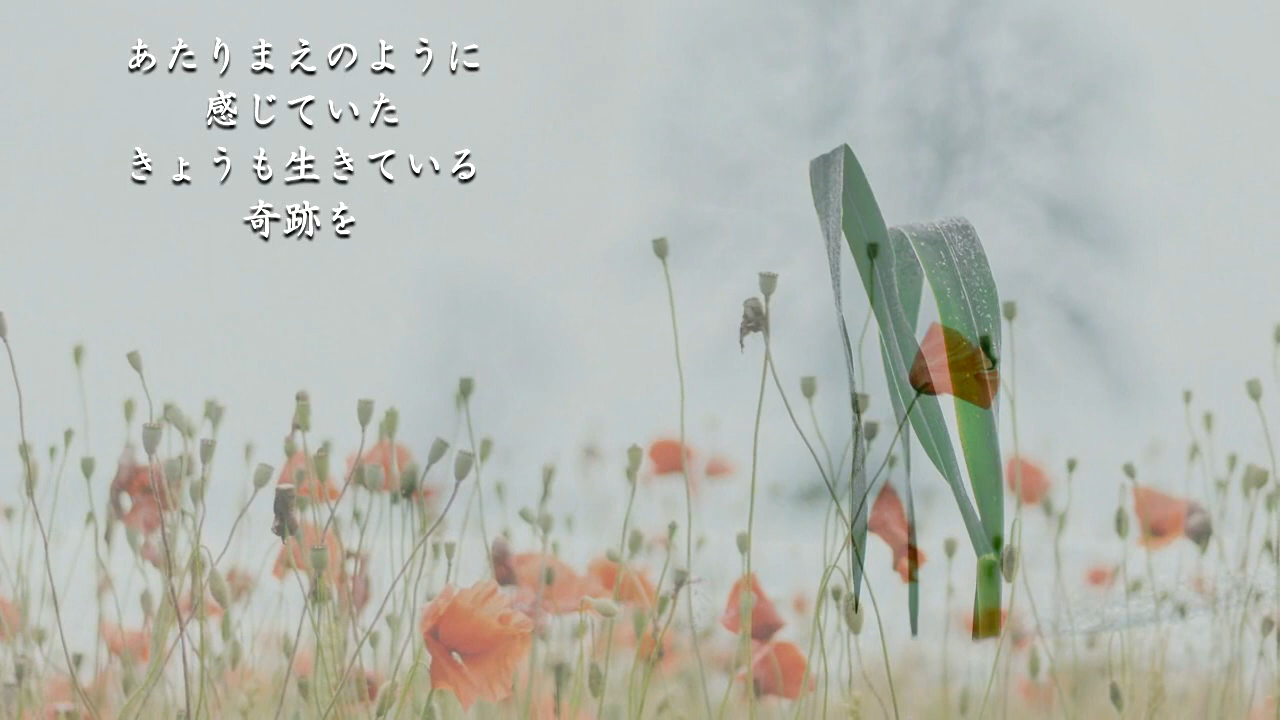 あたりまえのように
感じていた
きょうも生きている
奇跡を